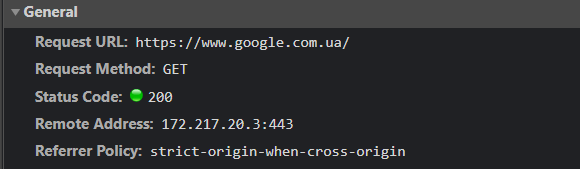 General
Request URL: https://www.google.com.ua/
Request Method: GET
Status Code: 200
Remote Address: 172.217.20.3:443
Referrer Policy: strict-origin-when-cross-origin